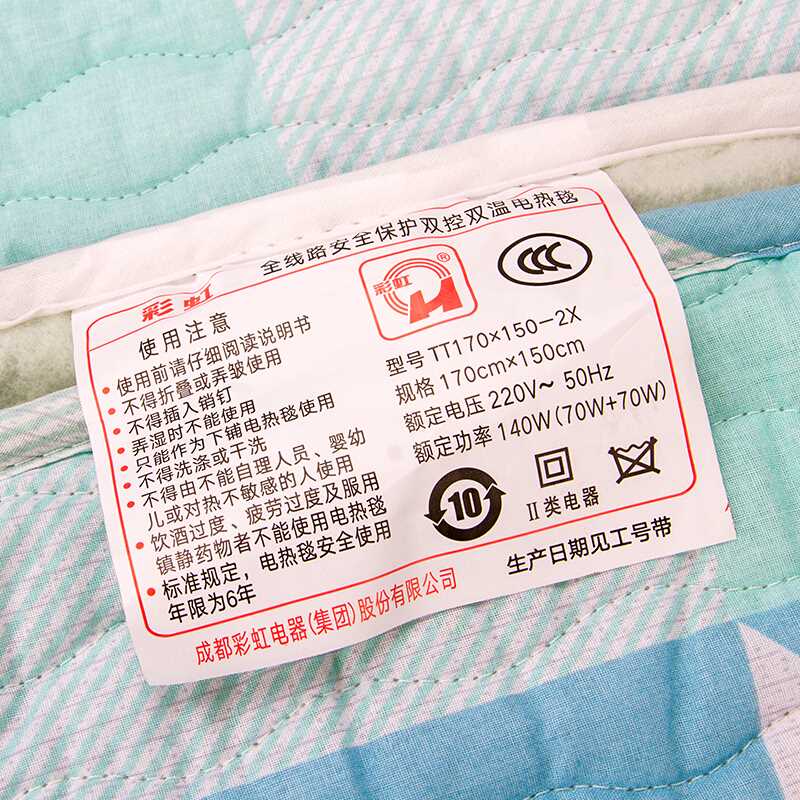 全线路安全保护双控双温电热毯
彩虹
使用注意
使用前请仔细阅读说明书
不得折叠或弄皱使用
不得插入销钉
弄湿时不能使用
只能作为下铺电热毯使用
不得洗涤或干洗
不得由不能自理人员、婴幼
儿或对热不敏感的人使用
饮酒过度、疲劳过度及服用
镇静药物者不能使用电热毯
标准规定，电热毯安全使用
年限为6年
彩虹
®
CCC
型号 TT170×150-2X
规格 170cm×150cm
额定电压 220V~ 50Hz
额定功率 140W(70W+70W)
10
II类电器
成都彩虹电器(集团)股份有限公司
生产日期见工号带